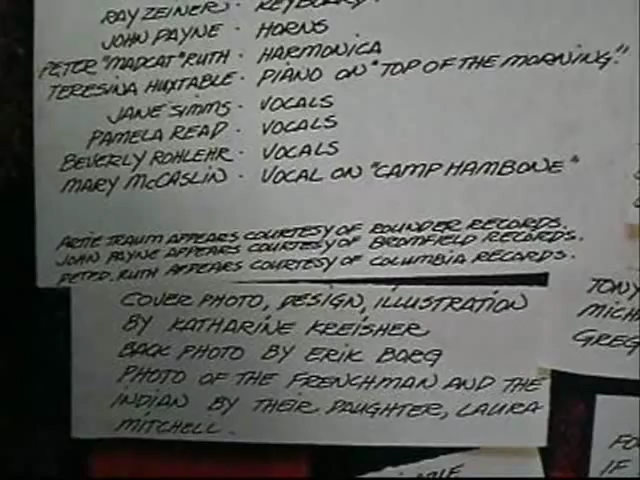 RAY ZEINER - KEYBOARD
JOHN PAYNE - HORNS
PETER "MADCAT" RUTH - HARMONICA
TERESINA HUXTABLE - PIANO ON "TOP OF THE MORNING."
JANE SIMMS - VOCALS
PAMELA READ - VOCALS
BEVERLY ROHLEHR - VOCALS
MARY McCASLIN - VOCAL ON "CAMP HAMBONE"
ARTIE TRAUM APPEARS COURTESY OF ROUNDER RECORDS.
JOHN PAYNE APPEARS COURTESY OF BROMFIELD RECORDS.
PETER RUTH APPEARS COURTESY OF COLUMBIA RECORDS.
COVER PHOTO, DESIGN, ILLUSTRATION
BY KATHARINE KREISHER
BACK PHOTO BY ERIK BORG
PHOTO OF THE FRENCHMAN AND THE
INDIAN BY THEIR DAUGHTER, LAURA
MITCHELL.
TONY
MICH
GREG
FO
IF